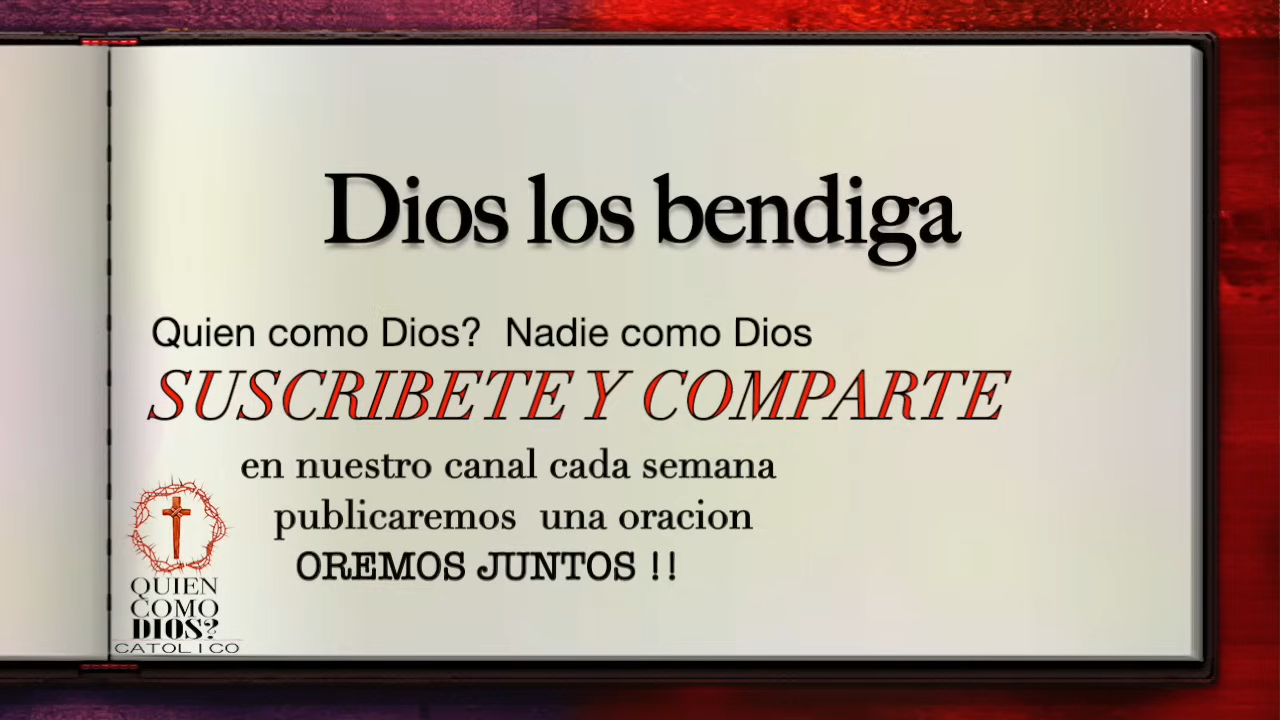 Dios los bendiga
Quien como Dios? Nadie como Dios
SUSCRIBETE Y COMPARTE
en nuestro canal cada semana
publicaremos una oracion
OREMOS JUNTOS !!
QUIEN
COMO
DIOS?
CATOLICO